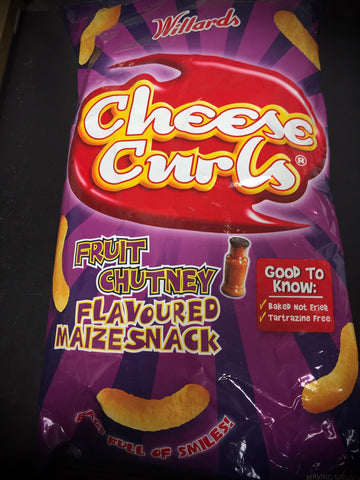 Willards
Cheese
Curls®
FRUIT
CHUTNEY
FLAVOURED
MAIZE SNACK
GOOD TO
KNOW:
✓ Baked Not Fried
✓ Tartrazine Free
FULL OF SMILES!